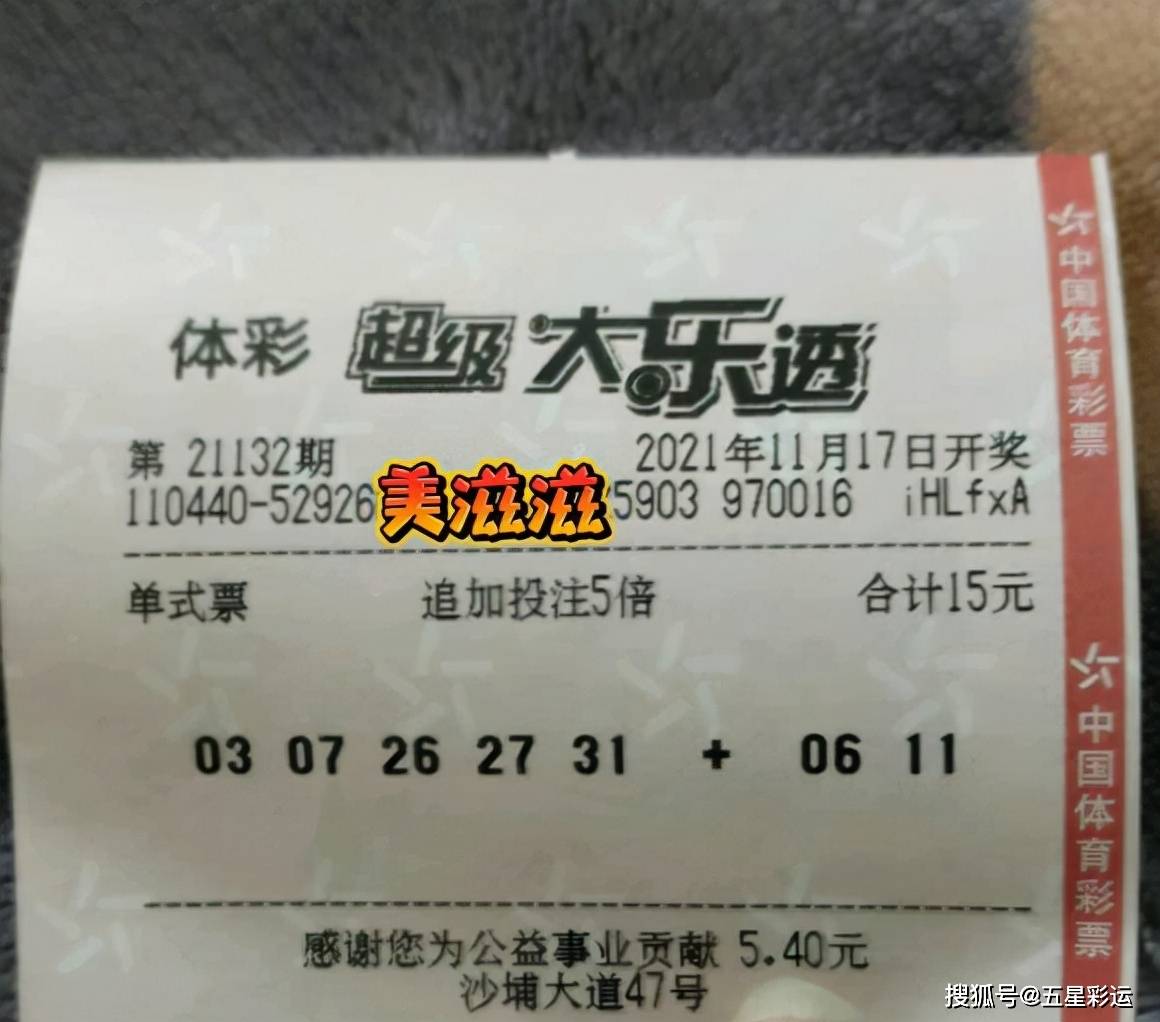 体彩 超级大乐透
第 21132期 2021年11月17日开奖
110440-52926 美滋滋 5903 970016 iHLfxA
单式票 追加投注5倍 合计15元
03 07 26 27 31 + 06 11
感谢您为公益事业贡献 5.40元
沙埔大道47号
中国体育彩票
中国体育彩票
搜狐号@五星彩运